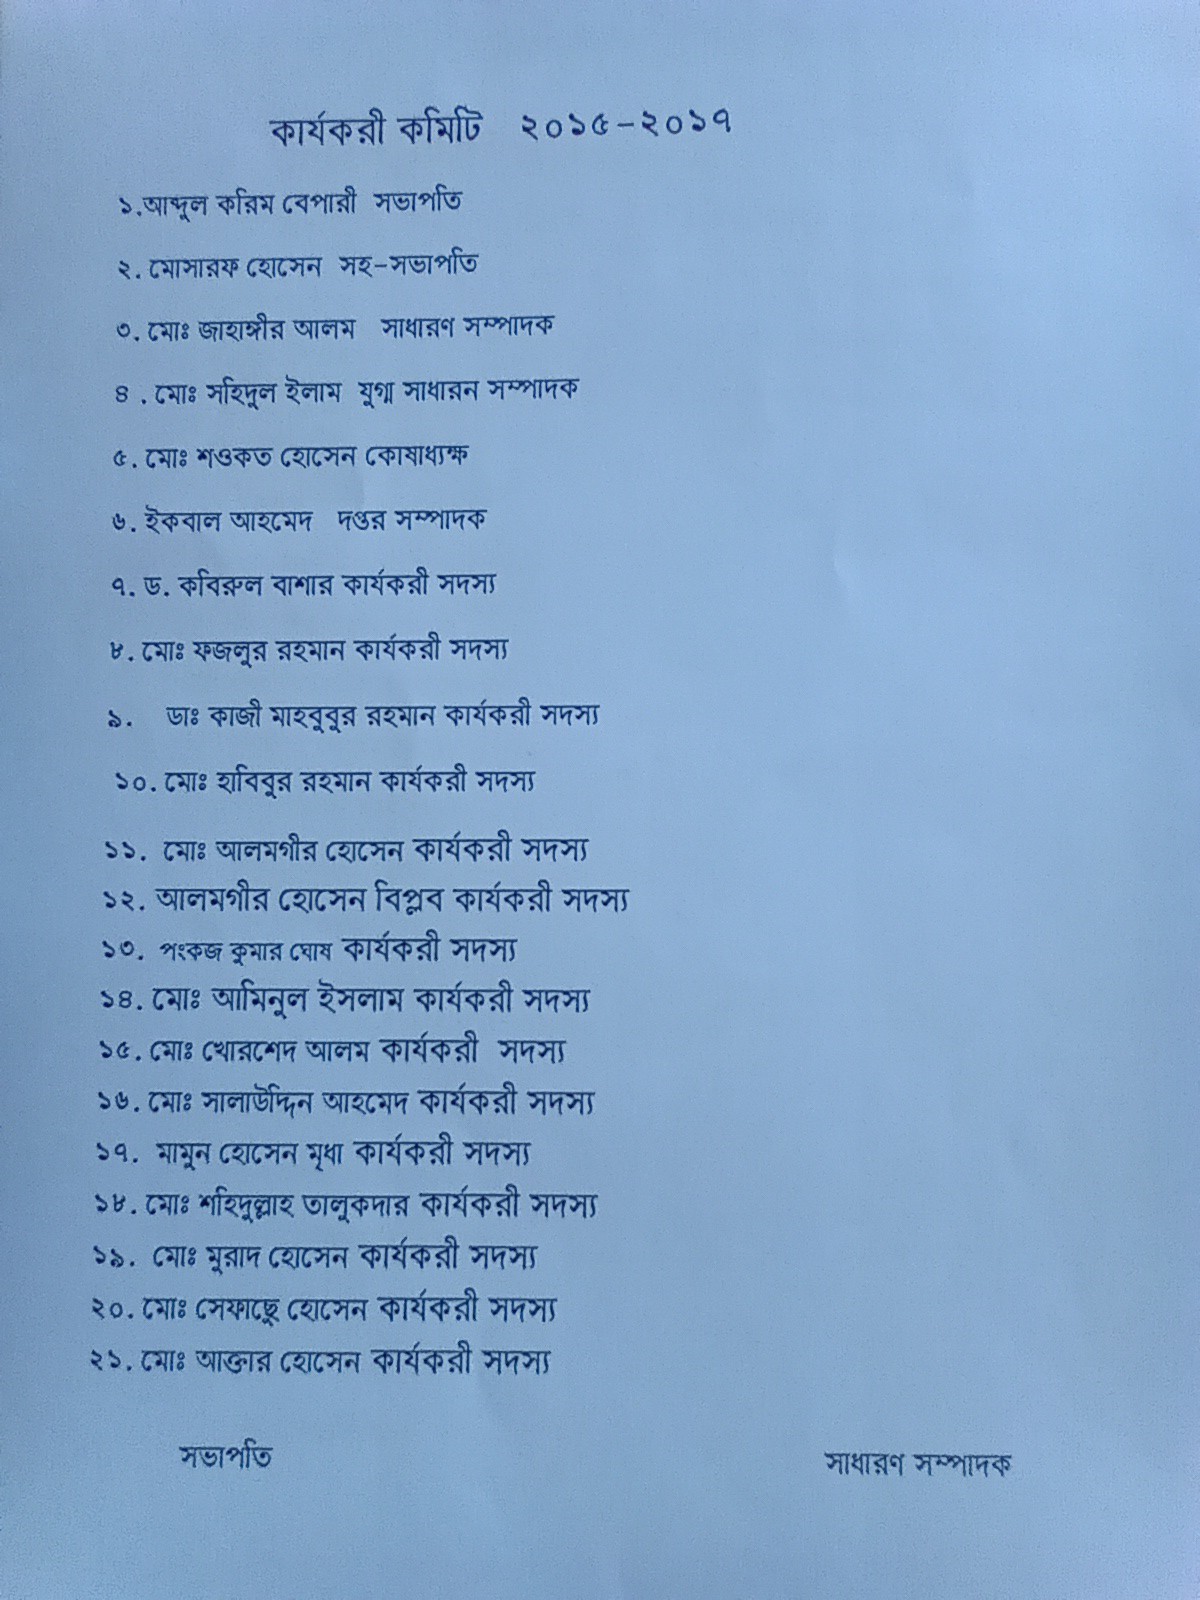 কার্যকরী কমিটি ২০১৫-২০১৭
১.আব্দুল করিম বেপারী সভাপতি
২. মোসারফ হোসেন সহ-সভাপতি
৩. মোঃ জাহাঙ্গীর আলম সাধারণ সম্পাদক
৪ . মোঃ সহিদুল ইলাম যুগ্ম সাধারন সম্পাদক
৫. মোঃ শওকত হোসেন কোষাধ্যক্ষ
৬. ইকবাল আহমেদ দপ্তর সম্পাদক
৭. ড. কবিরুল বাশার কার্যকরী সদস্য
৮. মোঃ ফজলুর রহমান কার্যকরী সদস্য
৯. ডাঃ কাজী মাহবুবুর রহমান কার্যকরী সদস্য
১০. মোঃ হাবিবুর রহমান কার্যকরী সদস্য
১১. মোঃ আলমগীর হোসেন কার্যকরী সদস্য
১২. আলমগীর হোসেন বিপ্লব কার্যকরী সদস্য
১৩. পংকজ কুমার ঘোষ কার্যকরী সদস্য
১৪. মোঃ আমিনুল ইসলাম কার্যকরী সদস্য
১৫. মোঃ খোরশেদ আলম কার্যকরী সদস্য
১৬. মোঃ সালাউদ্দিন আহমেদ কার্যকরী সদস্য
১৭. মামুন হোসেন মৃধা কার্যকরী সদস্য
১৮. মোঃ শহিদুল্লাহ তালুকদার কার্যকরী সদস্য
১৯. মোঃ মুরাদ হোসেন কার্যকরী সদস্য
২০. মোঃ সেফাছে হোসেন কার্যকরী সদস্য
২১. মোঃ আক্তার হোসেন কার্যকরী সদস্য
সভাপতি সাধারণ সম্পাদক